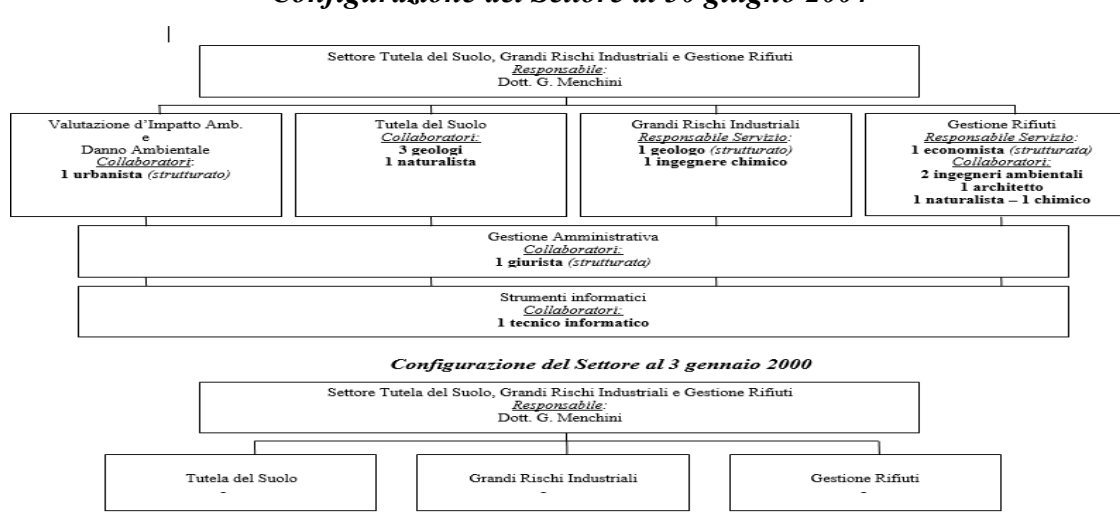 Configurazione del Settore al 30 giugno 2004
Settore Tutela del Suolo, Grandi Rischi Industriali e Gestione Rifiuti
Responsabile:
Dott. G. Menchini
Valutazione d'Impatto Amb.
e
Danno Ambientale
Collaboratori:
1 urbanista (strutturato)
Tutela del Suolo
Collaboratori:
3 geologi
1 naturalista
Grandi Rischi Industriali
Responsabile Servizio:
1 geologo (strutturato)
1 ingegnere chimico
Gestione Rifiuti
Responsabile Servizio:
1 economista (strutturata)
Collaboratori:
2 ingegneri ambientali
1 architetto
1 naturalista – 1 chimico
Gestione Amministrativa
Collaboratori:
1 giurista (strutturata)
Strumenti informatici
Collaboratori:
1 tecnico informatico
Configurazione del Settore al 3 gennaio 2000
Settore Tutela del Suolo, Grandi Rischi Industriali e Gestione Rifiuti
Responsabile:
Dott. G. Menchini
Tutela del Suolo
-
Grandi Rischi Industriali
-
Gestione Rifiuti
-